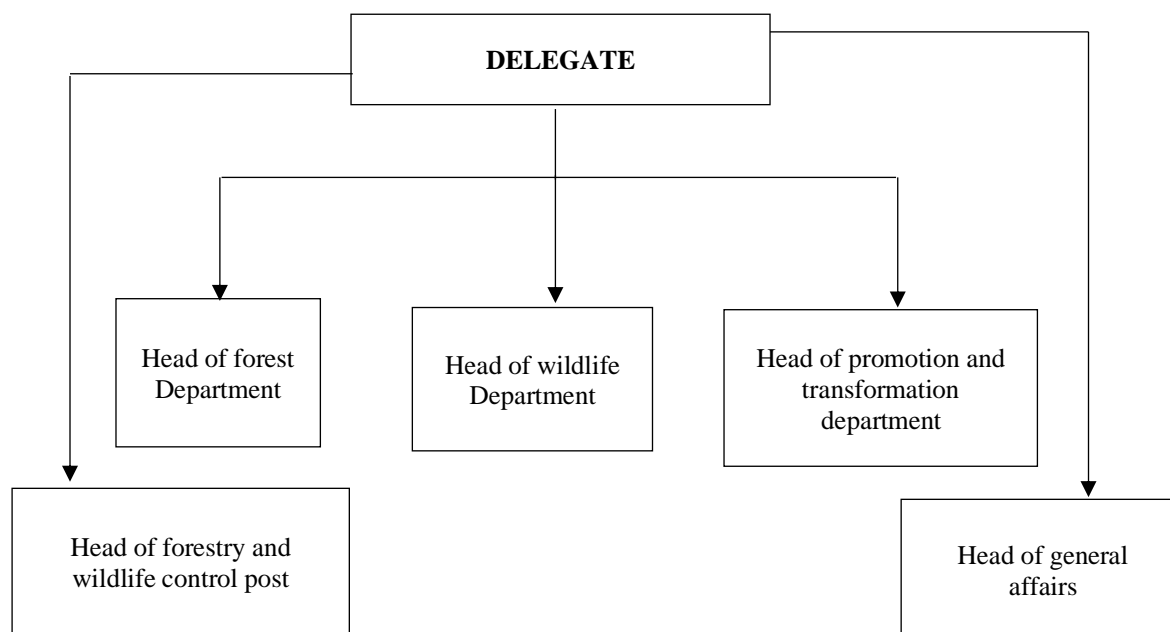 DELEGATE
Head of forest
Department
Head of wildlife
Department
Head of promotion and
transformation
department
Head of forestry and
wildlife control post
Head of general
affairs